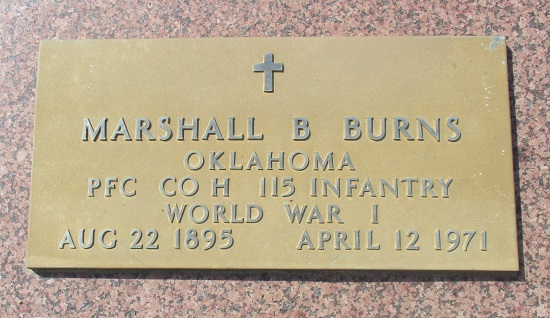 MARSHALL B BURNS
OKLAHOMA
PFC CO H 115 INFANTRY
WORLD WAR I
AUG 22 1895 APRIL 12 1971